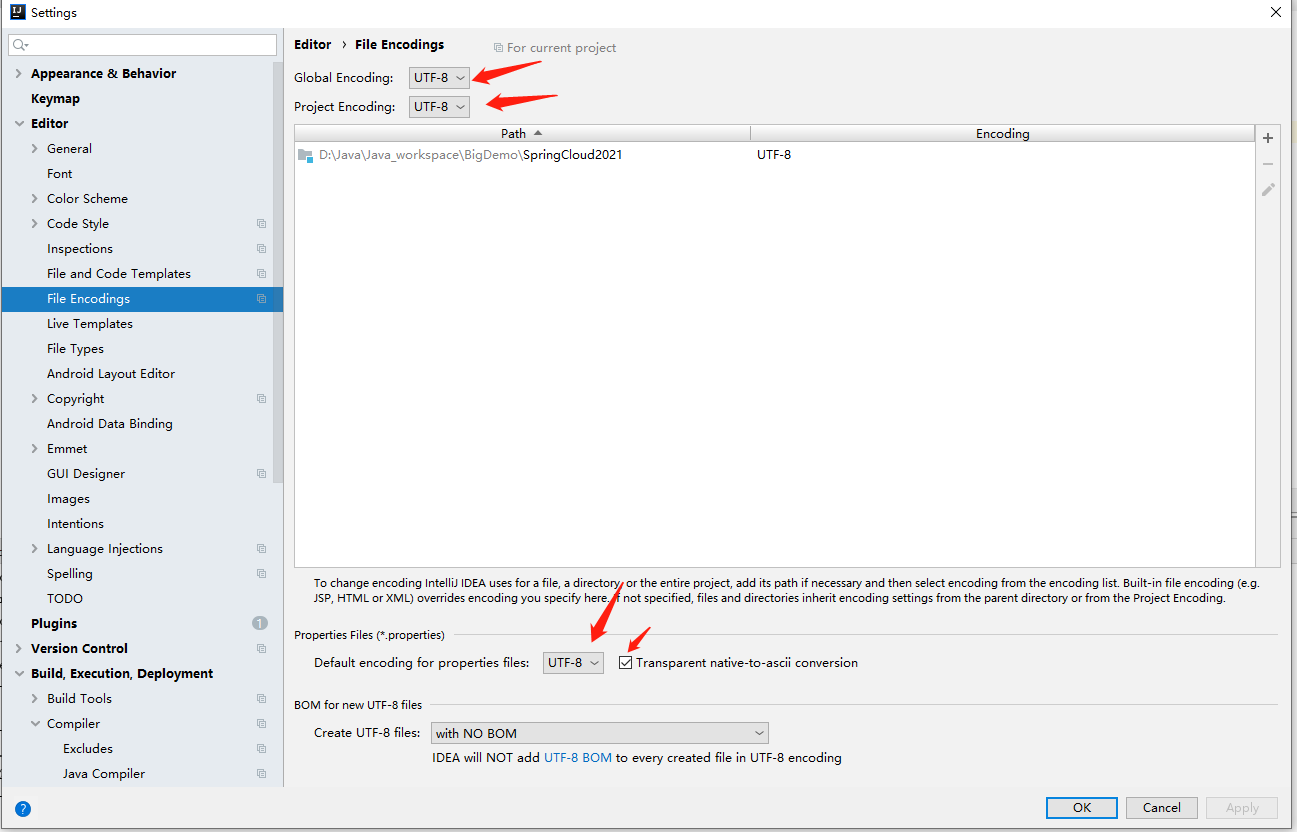 Settings
Appearance & Behavior
Keymap
Editor
General
Font
Color Scheme
Code Style
Inspections
File and Code Templates
File Encodings
Live Templates
File Types
Android Layout Editor
Copyright
Android Data Binding
Emmet
GUI Designer
Images
Intentions
Language Injections
Spelling
TODO
Plugins 1
Version Control
Build, Execution, Deployment
Build Tools
Compiler
Excludes
Java Compiler
Editor › File Encodings For current project
Global Encoding: UTF-8
Project Encoding: UTF-8
Path Encoding
D:\Java\Java_workspace\BigDemo\SpringCloud2021 UTF-8
To change encoding IntelliJ IDEA uses for a file, a directory, or the entire project, add its path if necessary and then select encoding from the encoding list. Built-in file encoding (e.g.
JSP, HTML or XML) overrides encoding you specify here. If not specified, files and directories inherit encoding settings from the parent directory or from the Project Encoding.
Properties Files (*.properties)
Default encoding for properties files: UTF-8 Transparent native-to-ascii conversion
BOM for new UTF-8 files
Create UTF-8 files: with NO BOM
IDEA will NOT add UTF-8 BOM to every created file in UTF-8 encoding
? OK Cancel Apply